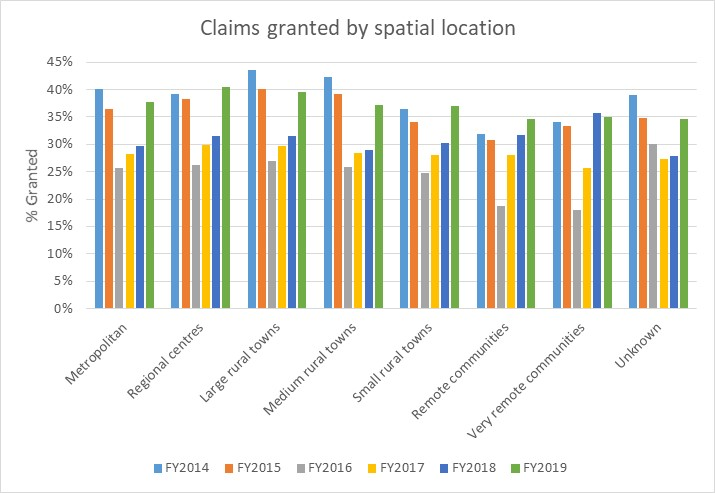 Claims granted by spatial location
% Granted
45%
40%
35%
30%
25%
20%
15%
10%
5%
0%
Metropolitan
Regional centres
Large rural towns
Medium rural towns
Small rural towns
Remote communities
Very remote communities
Unknown
FY2014 FY2015 FY2016 FY2017 FY2018 FY2019